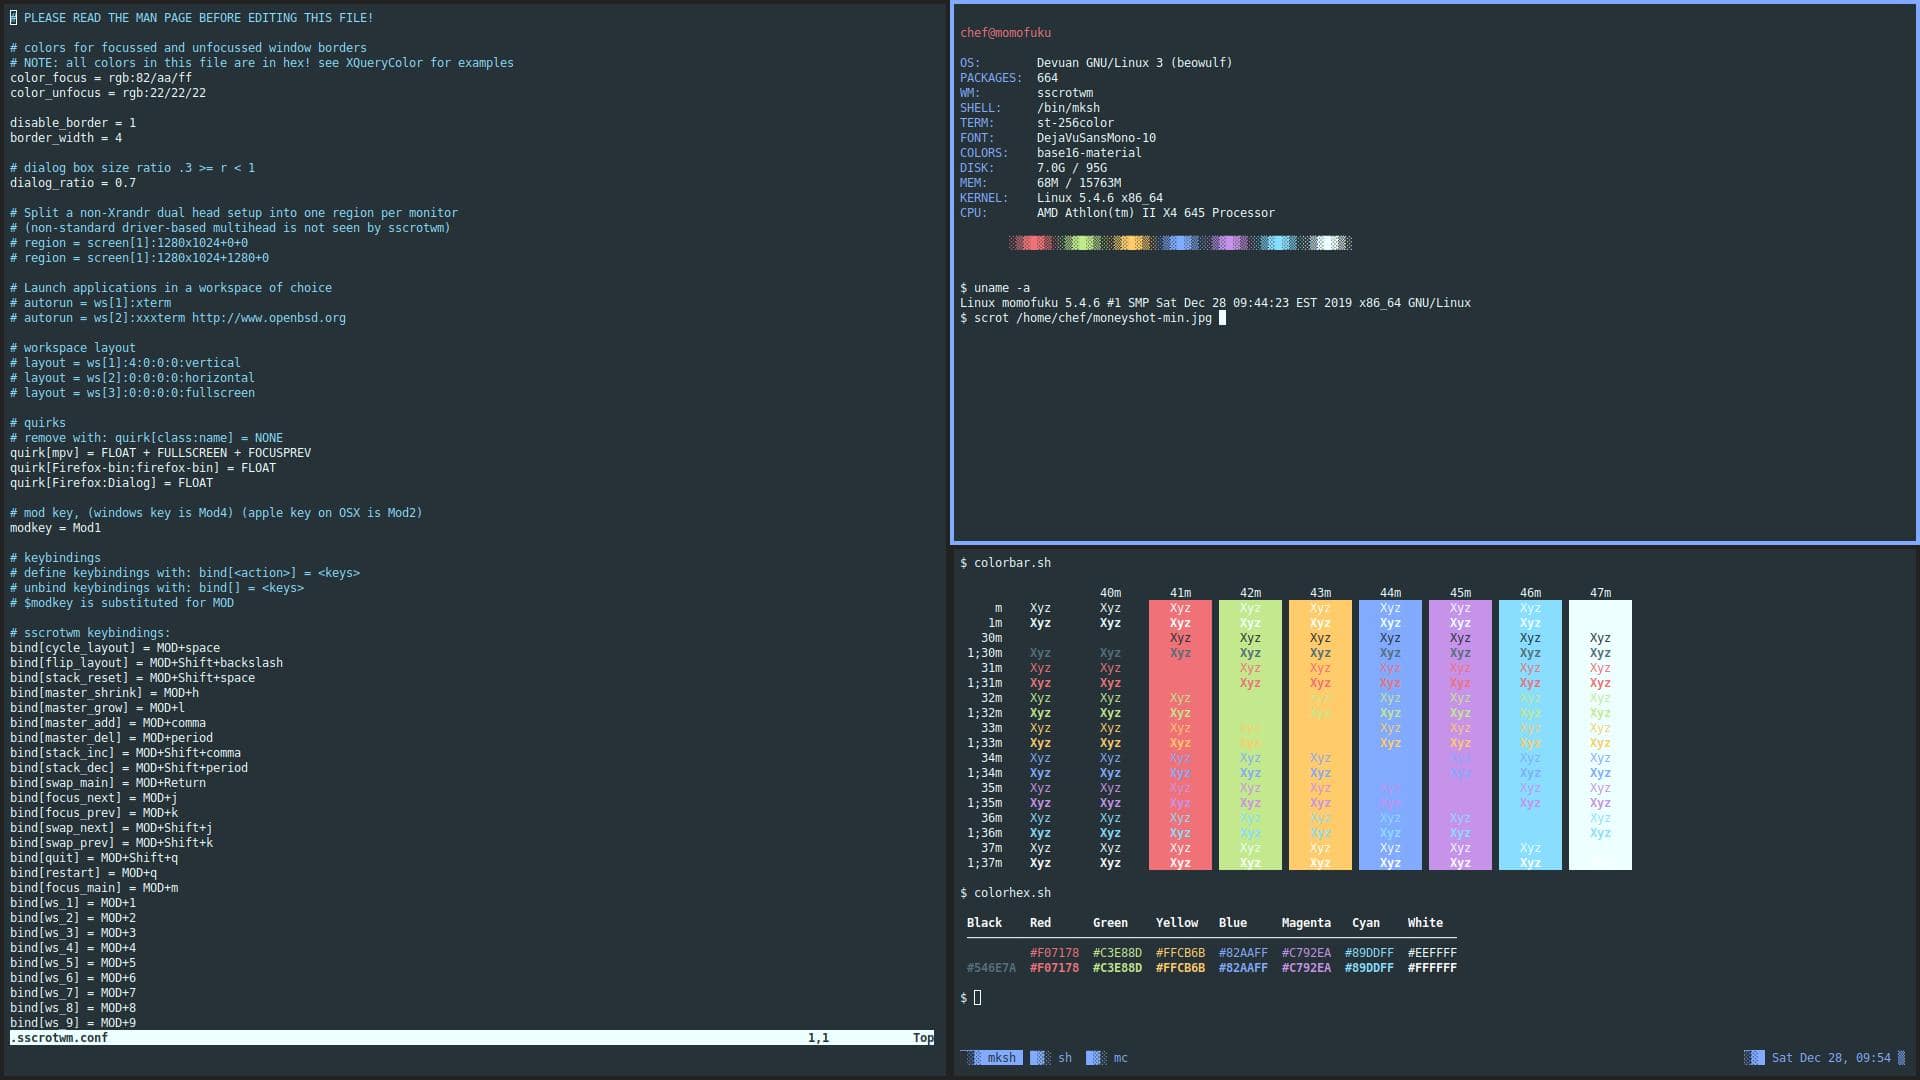 # PLEASE READ THE MAN PAGE BEFORE EDITING THIS FILE!
# colors for focussed and unfocussed window borders
# NOTE: all colors in this file are in hex! see XQueryColor for examples
color_focus = rgb:82/aa/ff
color_unfocus = rgb:22/22/22
disable_border = 1
border_width = 4
# dialog box size ratio .3 >= r < 1
dialog_ratio = 0.7
# Split a non-Xrandr dual head setup into one region per monitor
# (non-standard driver-based multihead is not seen by sscrotwm)
# region = screen[1]:1280x1024+0+0
# region = screen[1]:1280x1024+1280+0
# Launch applications in a workspace of choice
# autorun = ws[1]:xterm
# autorun = ws[2]:xxxterm http://www.openbsd.org
# workspace layout
# layout = ws[1]:4:0:0:0:vertical
# layout = ws[2]:0:0:0:0:horizontal
# layout = ws[3]:0:0:0:0:fullscreen
# quirks
# remove with: quirk[class:name] = NONE
quirk[mpv] = FLOAT + FULLSCREEN + FOCUSPREV
quirk[Firefox-bin:firefox-bin] = FLOAT
quirk[Firefox:Dialog] = FLOAT
# mod key, (windows key is Mod4) (apple key on OSX is Mod2)
modkey = Mod1
# keybindings
# define keybindings with: bind[<action>] = <keys>
# unbind keybindings with: bind[] = <keys>
# $modkey is substituted for MOD
# sscrotwm keybindings:
bind[cycle_layout] = MOD+space
bind[flip_layout] = MOD+Shift+backslash
bind[stack_reset] = MOD+Shift+space
bind[master_shrink] = MOD+h
bind[master_grow] = MOD+l
bind[master_add] = MOD+comma
bind[master_del] = MOD+period
bind[stack_inc] = MOD+Shift+comma
bind[stack_dec] = MOD+Shift+period
bind[swap_main] = MOD+Return
bind[focus_next] = MOD+j
bind[focus_prev] = MOD+k
bind[swap_next] = MOD+Shift+j
bind[swap_prev] = MOD+Shift+k
bind[quit] = MOD+Shift+q
bind[restart] = MOD+q
bind[focus_main] = MOD+m
bind[ws_1] = MOD+1
bind[ws_2] = MOD+2
bind[ws_3] = MOD+3
bind[ws_4] = MOD+4
bind[ws_5] = MOD+5
bind[ws_6] = MOD+6
bind[ws_7] = MOD+7
bind[ws_8] = MOD+8
bind[ws_9] = MOD+9
.sscrotwm.conf 1,1 Top
chef@momofuku
OS: Devuan GNU/Linux 3 (beowulf)
PACKAGES: 664
WM: sscrotwm
SHELL: /bin/mksh
TERM: st-256color
FONT: DejaVuSansMono-10
COLORS: base16-material
DISK: 7.0G / 95G
MEM: 68M / 15763M
KERNEL: Linux 5.4.6 x86_64
CPU: AMD Athlon(tm) II X4 645 Processor
$ uname -a
Linux momofuku 5.4.6 #1 SMP Sat Dec 28 09:44:23 EST 2019 x86_64 GNU/Linux
$ scrot /home/chef/moneyshot-min.jpg
$ colorbar.sh
40m 41m 42m 43m 44m 45m 46m 47m
m Xyz Xyz Xyz Xyz Xyz Xyz Xyz Xyz
1m Xyz Xyz Xyz Xyz Xyz Xyz Xyz Xyz
30m Xyz Xyz Xyz Xyz Xyz Xyz Xyz
1;30m Xyz Xyz Xyz Xyz Xyz Xyz Xyz Xyz Xyz
31m Xyz Xyz Xyz Xyz Xyz Xyz Xyz Xyz
1;31m Xyz Xyz Xyz Xyz Xyz Xyz Xyz Xyz
32m Xyz Xyz Xyz Xyz Xyz Xyz Xyz Xyz
1;32m Xyz Xyz Xyz Xyz Xyz Xyz Xyz Xyz
33m Xyz Xyz Xyz Xyz Xyz Xyz Xyz Xyz
1;33m Xyz Xyz Xyz Xyz Xyz Xyz Xyz Xyz
34m Xyz Xyz Xyz Xyz Xyz Xyz Xyz Xyz
1;34m Xyz Xyz Xyz Xyz Xyz Xyz Xyz Xyz
35m Xyz Xyz Xyz Xyz Xyz Xyz Xyz Xyz
1;35m Xyz Xyz Xyz Xyz Xyz Xyz Xyz Xyz
36m Xyz Xyz Xyz Xyz Xyz Xyz Xyz Xyz
1;36m Xyz Xyz Xyz Xyz Xyz Xyz Xyz Xyz
37m Xyz Xyz Xyz Xyz Xyz Xyz Xyz Xyz
1;37m Xyz Xyz Xyz Xyz Xyz Xyz Xyz Xyz
$ colorhex.sh
Black Red Green Yellow Blue Magenta Cyan White
#F07178 #C3E88D #FFCB6B #82AAFF #C792EA #89DDFF #EEFFFF
#546E7A #F07178 #C3E88D #FFCB6B #82AAFF #C792EA #89DDFF #FFFFFF
$
mksh sh mc Sat Dec 28, 09:54